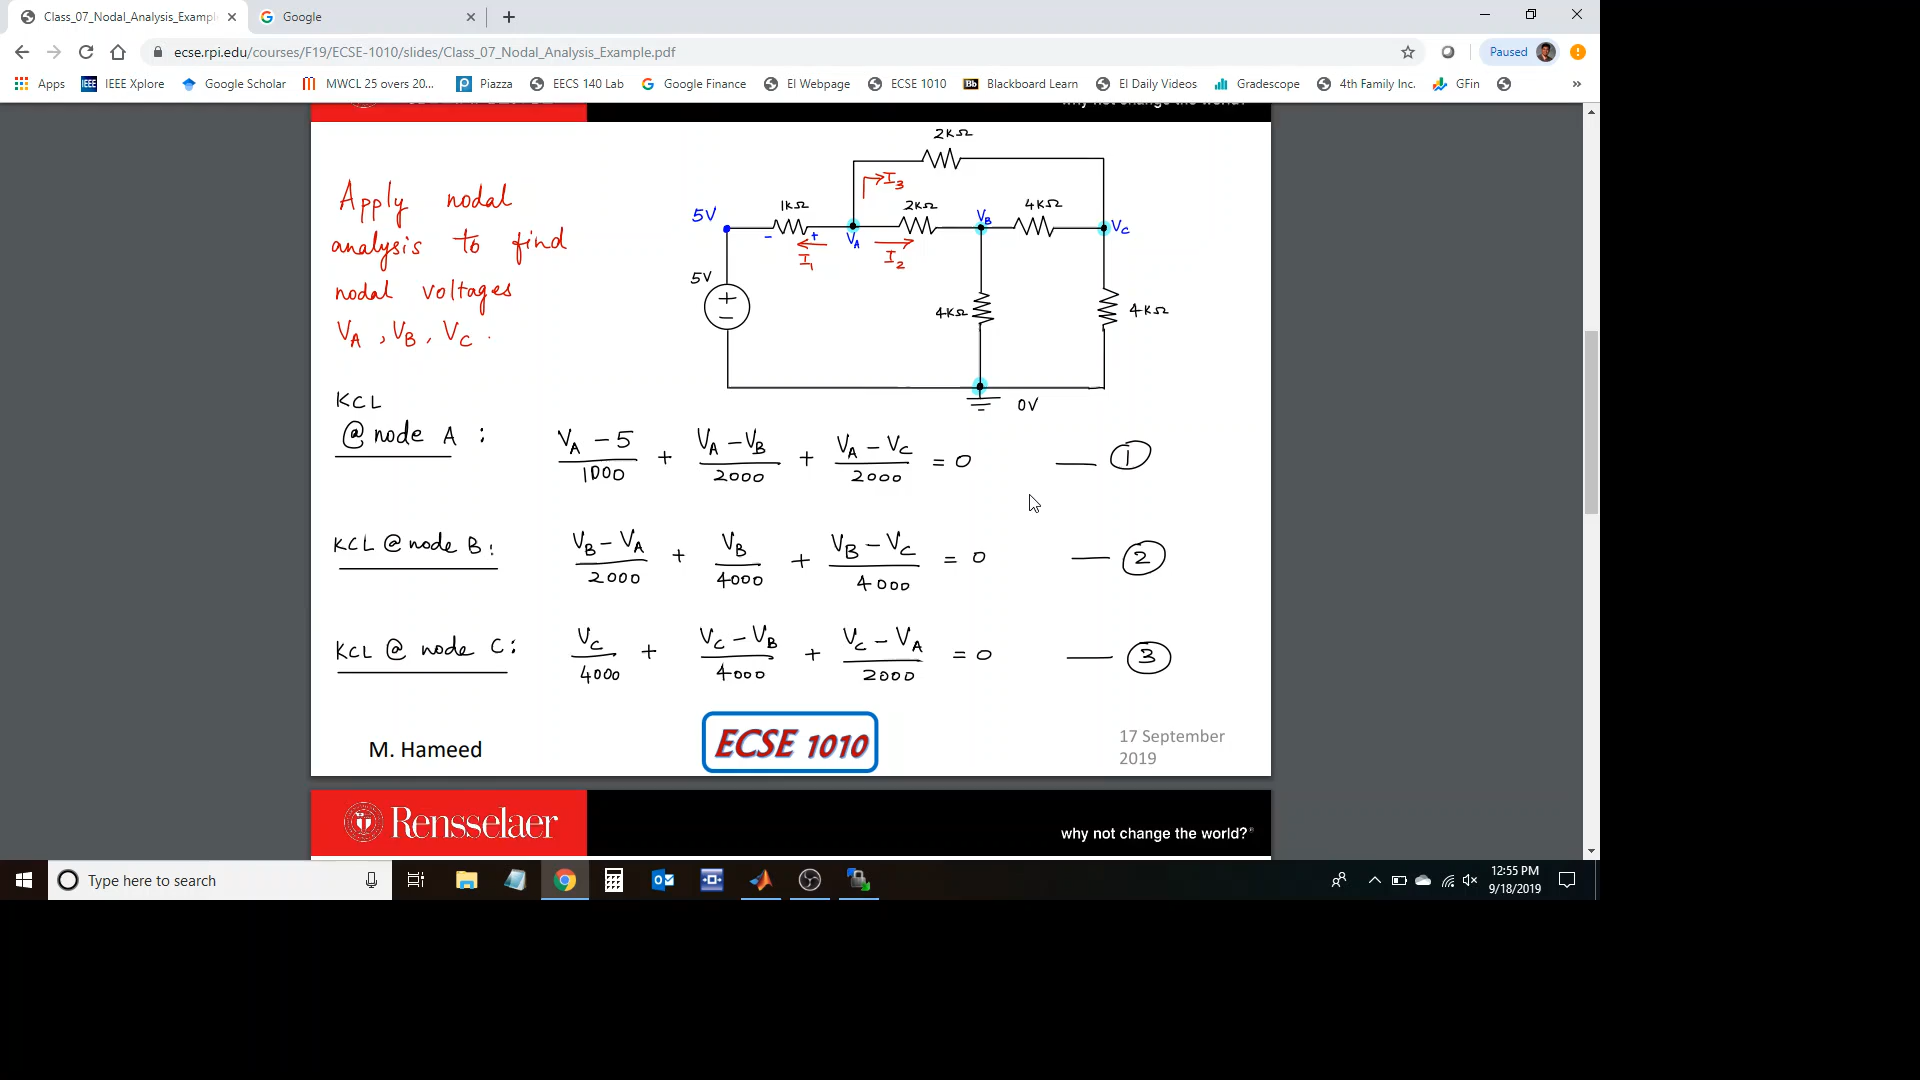 Class_07_Nodal_Analysis_Exampl
Google
ecse.rpi.edu/courses/F19/ECSE-1010/slides/Class_07_Nodal_Analysis_Example.pdf
Paused
Apps
IEEE Xplore
Google Scholar
MWCL 25 overs 20...
Piazza
EECS 140 Lab
Google Finance
EI Webpage
ECSE 1010
Blackboard Learn
EI Daily Videos
Gradescope
4th Family Inc.
GFin
»
why not change the world?
2KΩ
I3
5V
1KΩ
2KΩ
VB
4KΩ
VC
- +
VA
I1
I2
5V
+
-
4KΩ
4KΩ
0V
Apply nodal
analysis to find
nodal voltages
VA, VB, VC.
KCL
@ node A :
VA - 5 / 1000 + VA - VB / 2000 + VA - VC / 2000 = 0 — 1
KCL @ node B:
VB - VA / 2000 + VB / 4000 + VB - VC / 4000 = 0 — 2
KCL @ node C:
VC / 4000 + VC - VB / 4000 + VC - VA / 2000 = 0 — 3
M. Hameed
ECSE 1010
17 September
2019
Rensselaer
why not change the world?®
Type here to search
12:55 PM
9/18/2019